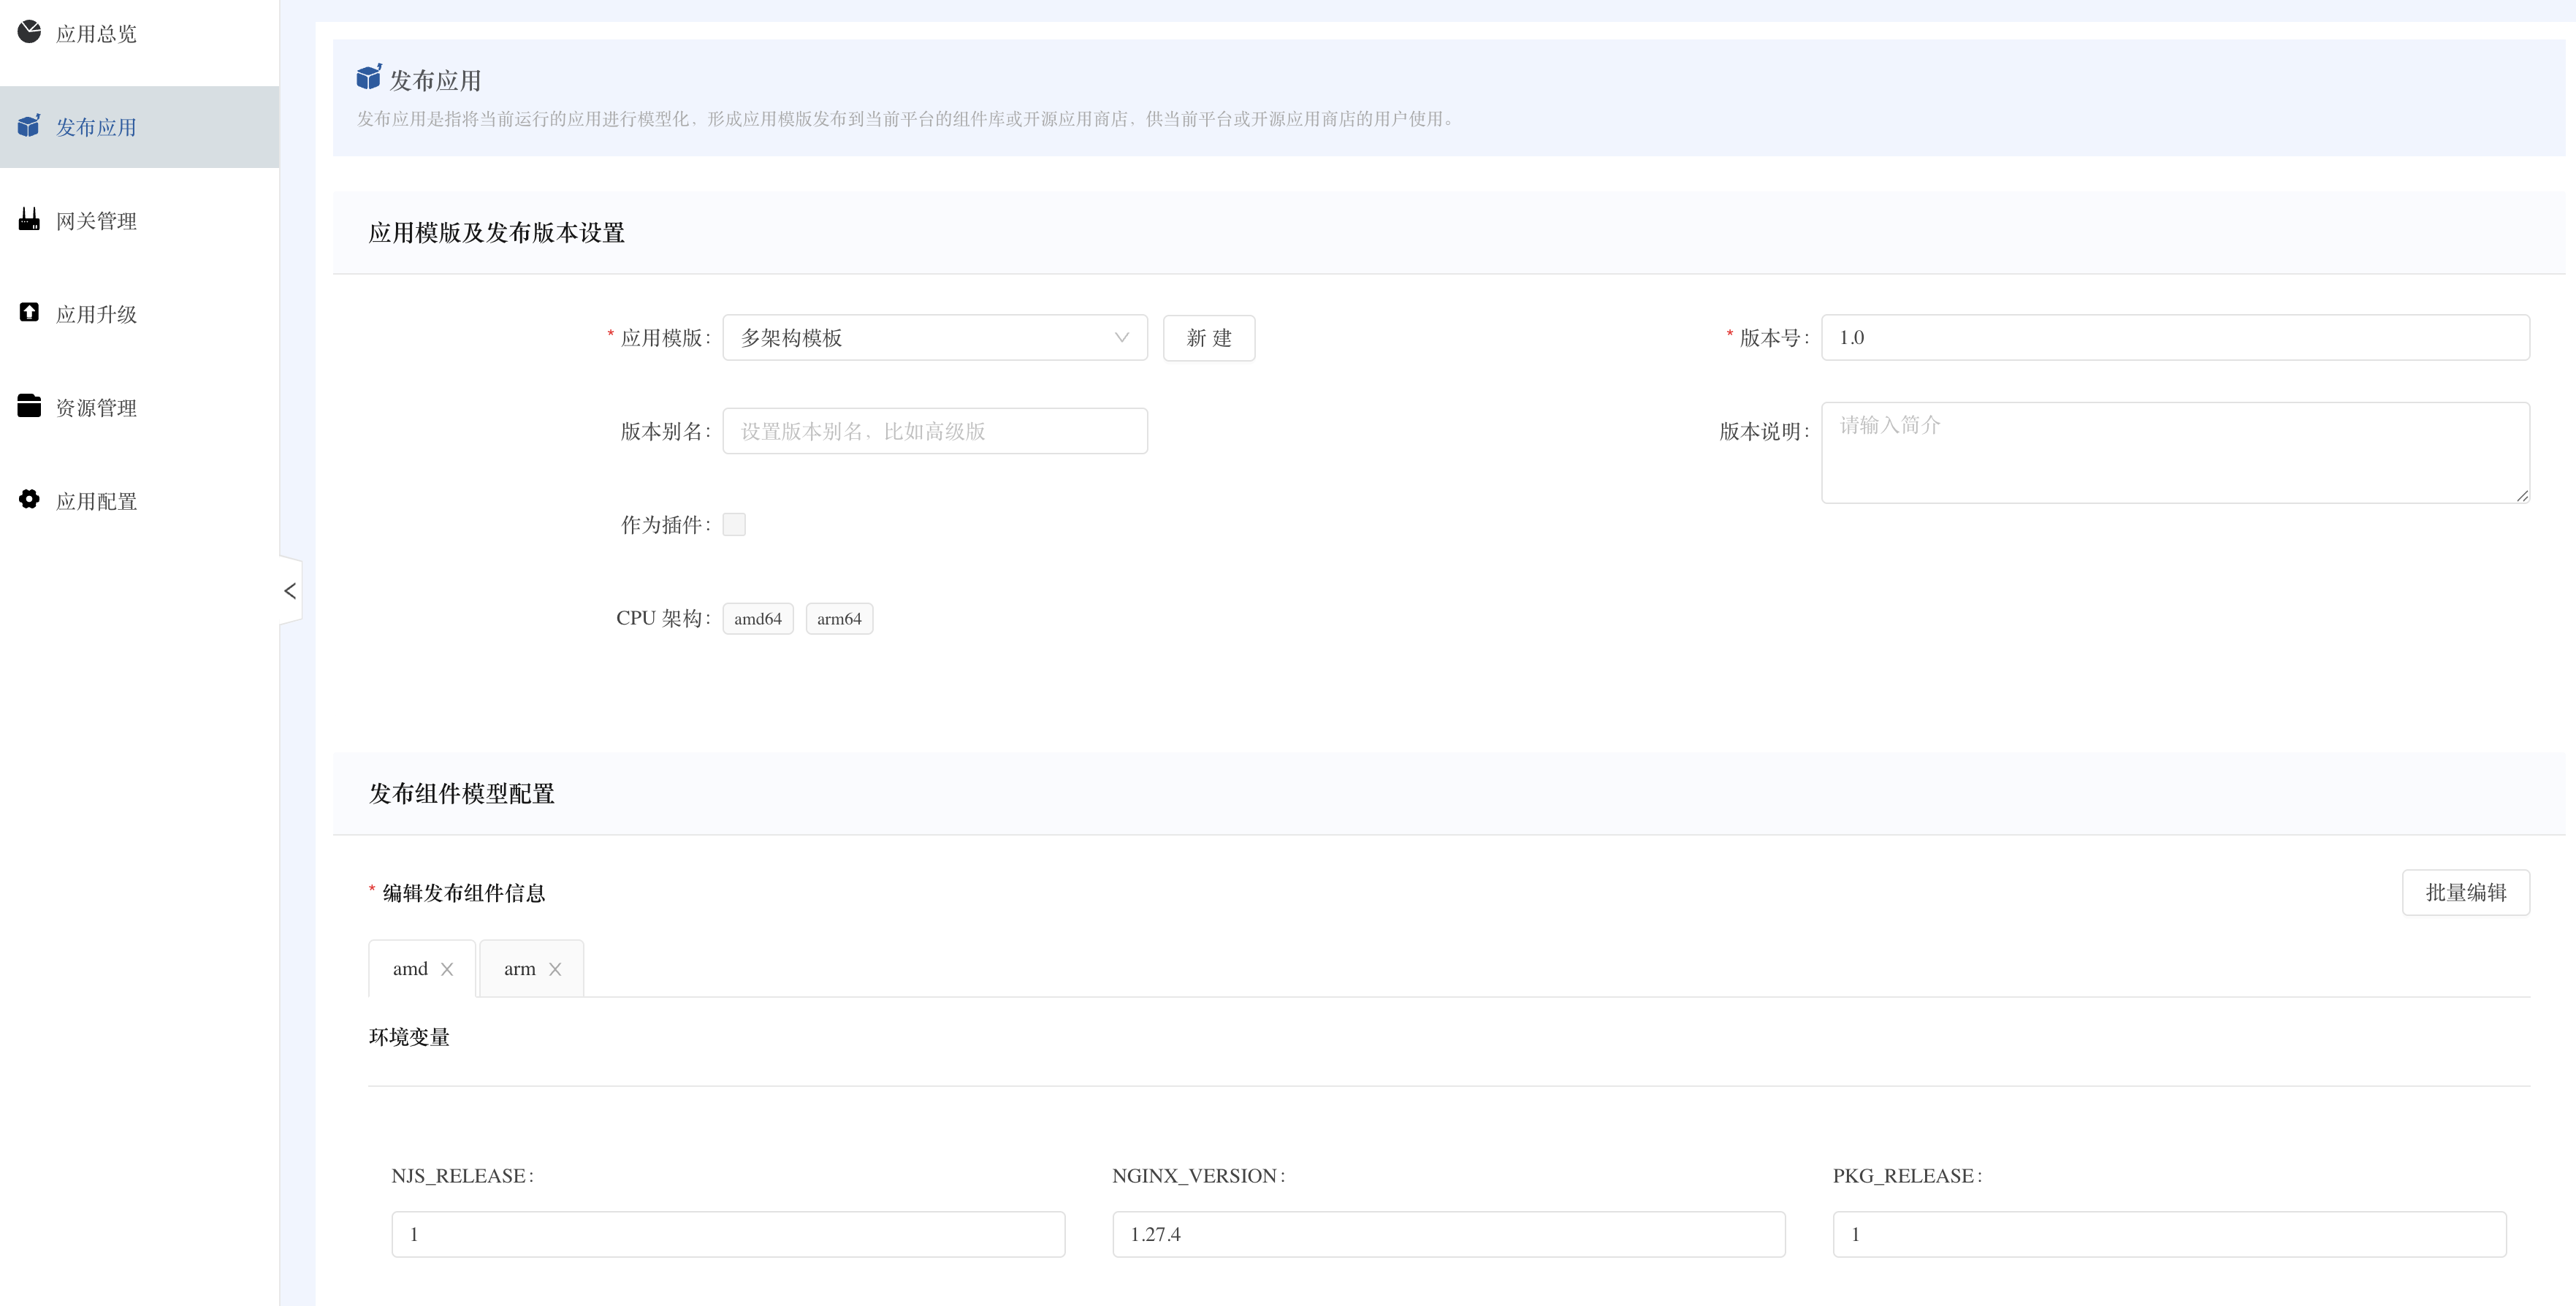 应用总览
发布应用
网关管理
应用升级
资源管理
应用配置
发布应用
发布应用是指将当前运行的应用进行模型化，形成应用模版发布到当前平台的组件库或开源应用商店，供当前平台或开源应用商店的用户使用。
应用模版及发布版本设置
* 应用模版： 多架构模板 新 建
* 版本号： 1.0
版本别名： 设置版本别名，比如高级版
版本说明： 请输入简介
作为插件：
CPU 架构： amd64 arm64
发布组件模型配置
* 编辑发布组件信息 批量编辑
amd arm
环境变量
NJS_RELEASE： NGINX_VERSION： PKG_RELEASE：
1 1.27.4 1